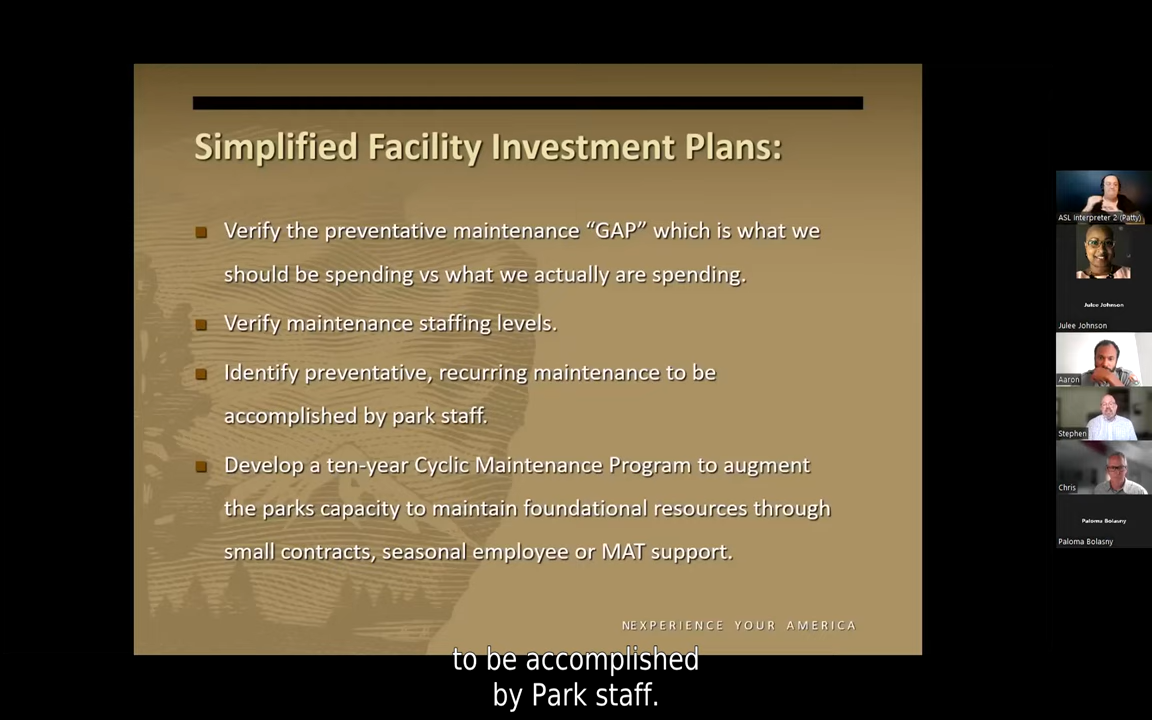 Simplified Facility Investment Plans:
Verify the preventative maintenance “GAP” which is what we
should be spending vs what we actually are spending.
Verify maintenance staffing levels.
Identify preventative, recurring maintenance to be
accomplished by park staff.
Develop a ten-year Cyclic Maintenance Program to augment
the parks capacity to maintain foundational resources through
small contracts, seasonal employee or MAT support.
NEXPERIENCE YOUR AMERICA
to be accomplished
by Park staff.
ASL Interpreter 2 (Patty)
Julee Johnson
Julee Johnson
Aaron
Stephen
Chris
Paloma Bolasny
Paloma Bolasny